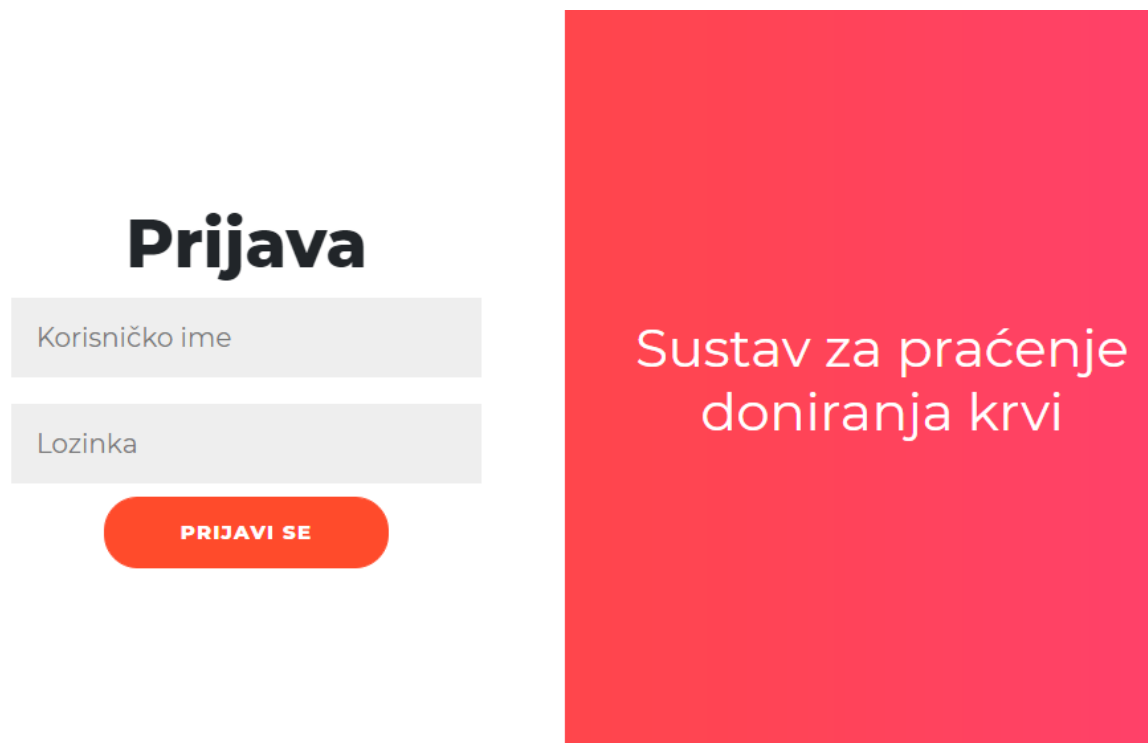 Prijava
Korisničko ime
Lozinka
PRIJAVI SE
Sustav za praćenje
doniranja krvi